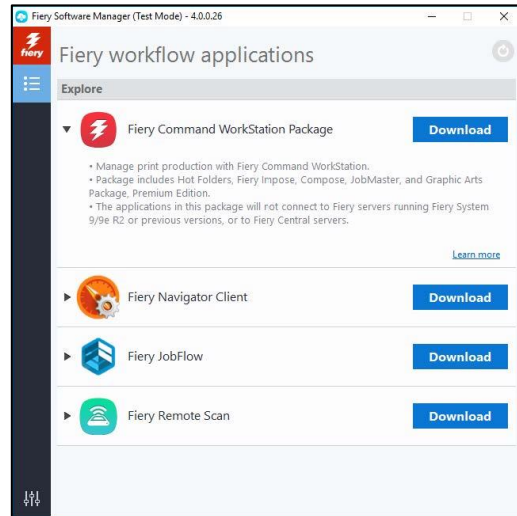 Fiery Software Manager (Test Mode) - 4.0.0.26
fiery
Fiery workflow applications
Explore
Fiery Command WorkStation Package
Download
• Manage print production with Fiery Command WorkStation.
• Package includes Hot Folders, Fiery Impose, Compose, JobMaster, and Graphic Arts
Package, Premium Edition.
• The applications in this package will not connect to Fiery servers running Fiery System
9/9e R2 or previous versions, or to Fiery Central servers.
Learn more
Fiery Navigator Client
Download
Fiery JobFlow
Download
Fiery Remote Scan
Download